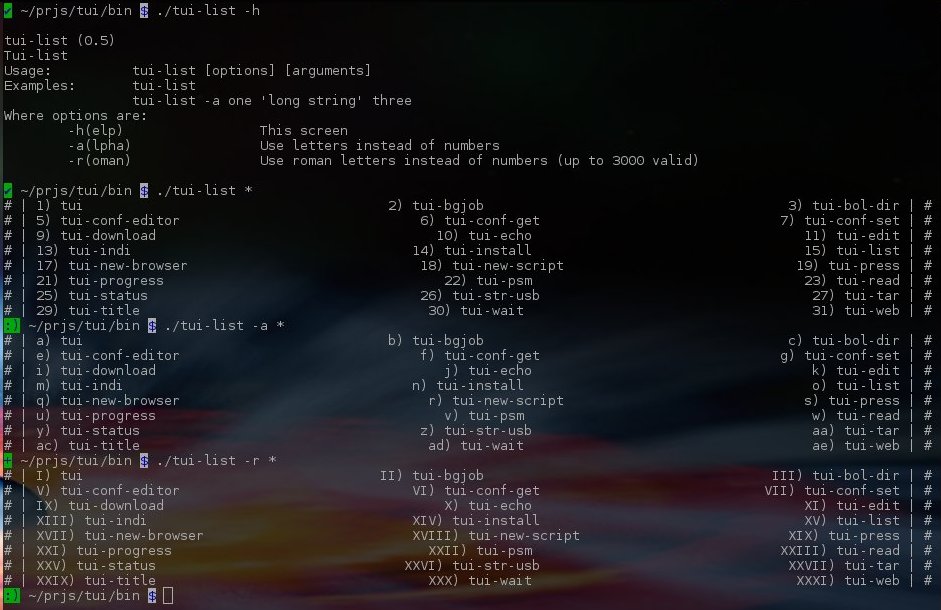 ✔ ~/prjs/tui/bin $ ./tui-list -h
tui-list (0.5)
Tui-list
Usage: tui-list [options] [arguments]
Examples: tui-list
tui-list -a one 'long string' three
Where options are:
-h(elp) This screen
-a(lpha) Use letters instead of numbers
-r(oman) Use roman letters instead of numbers (up to 3000 valid)
✔ ~/prjs/tui/bin $ ./tui-list *
# | 1) tui 2) tui-bgjob 3) tui-bol-dir | #
# | 5) tui-conf-editor 6) tui-conf-get 7) tui-conf-set | #
# | 9) tui-download 10) tui-echo 11) tui-edit | #
# | 13) tui-indi 14) tui-install 15) tui-list | #
# | 17) tui-new-browser 18) tui-new-script 19) tui-press | #
# | 21) tui-progress 22) tui-psm 23) tui-read | #
# | 25) tui-status 26) tui-str-usb 27) tui-tar | #
# | 29) tui-title 30) tui-wait 31) tui-web | #
:) ~/prjs/tui/bin $ ./tui-list -a *
# | a) tui b) tui-bgjob c) tui-bol-dir | #
# | e) tui-conf-editor f) tui-conf-get g) tui-conf-set | #
# | i) tui-download j) tui-echo k) tui-edit | #
# | m) tui-indi n) tui-install o) tui-list | #
# | q) tui-new-browser r) tui-new-script s) tui-press | #
# | u) tui-progress v) tui-psm w) tui-read | #
# | y) tui-status z) tui-str-usb aa) tui-tar | #
# | ac) tui-title ad) tui-wait ae) tui-web | #
+ ~/prjs/tui/bin $ ./tui-list -r *
# | I) tui II) tui-bgjob III) tui-bol-dir | #
# | V) tui-conf-editor VI) tui-conf-get VII) tui-conf-set | #
# | IX) tui-download X) tui-echo XI) tui-edit | #
# | XIII) tui-indi XIV) tui-install XV) tui-list | #
# | XVII) tui-new-browser XVIII) tui-new-script XIX) tui-press | #
# | XXI) tui-progress XXII) tui-psm XXIII) tui-read | #
# | XXV) tui-status XXVI) tui-str-usb XXVII) tui-tar | #
# | XXIX) tui-title XXX) tui-wait XXXI) tui-web | #
:) ~/prjs/tui/bin $